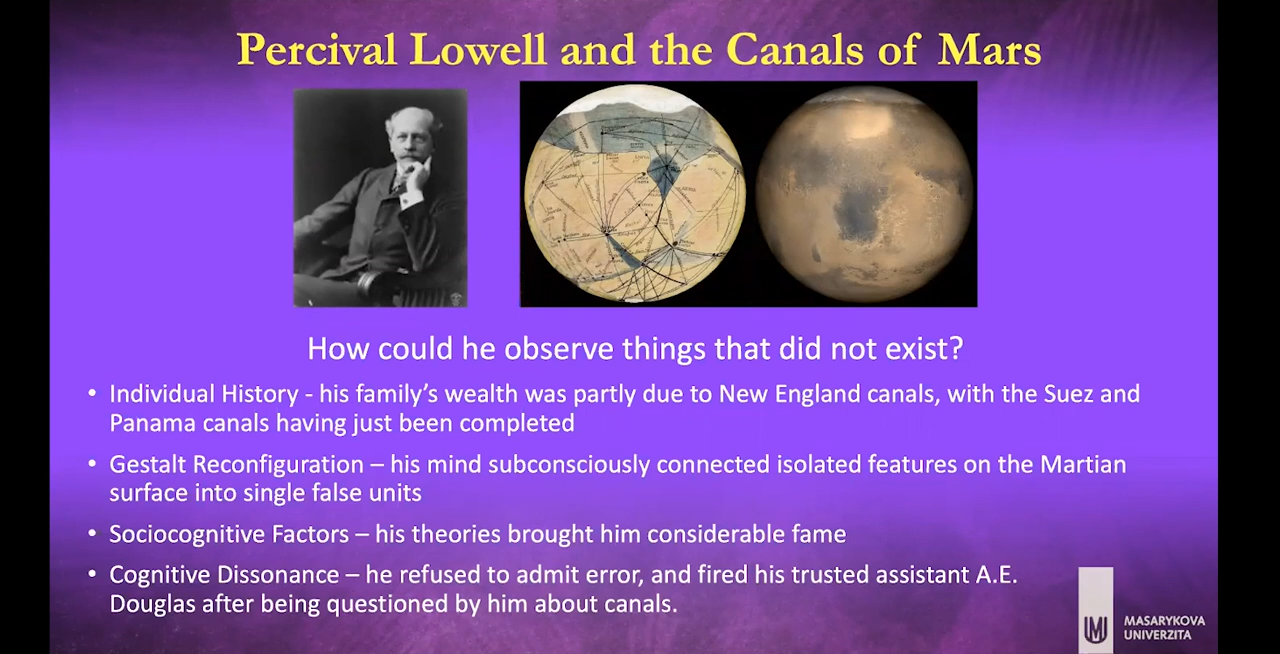 Percival Lowell and the Canals of Mars
How could he observe things that did not exist?
• Individual History - his family's wealth was partly due to New England canals, with the Suez and
Panama canals having just been completed
• Gestalt Reconfiguration – his mind subconsciously connected isolated features on the Martian
surface into single false units
• Sociocognitive Factors – his theories brought him considerable fame
• Cognitive Dissonance – he refused to admit error, and fired his trusted assistant A.E.
Douglas after being questioned by him about canals.
MASARYKOVA
UNIVERZITA